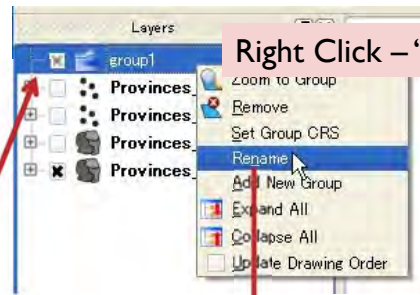 Layers
Right Click – ‘
group1
Zoom to Group
Provinces_
Remove
Provinces_
Set Group CRS
Provinces_
Rename
Provinces_
Add New Group
Expand All
Collapse All
Update Drawing Order